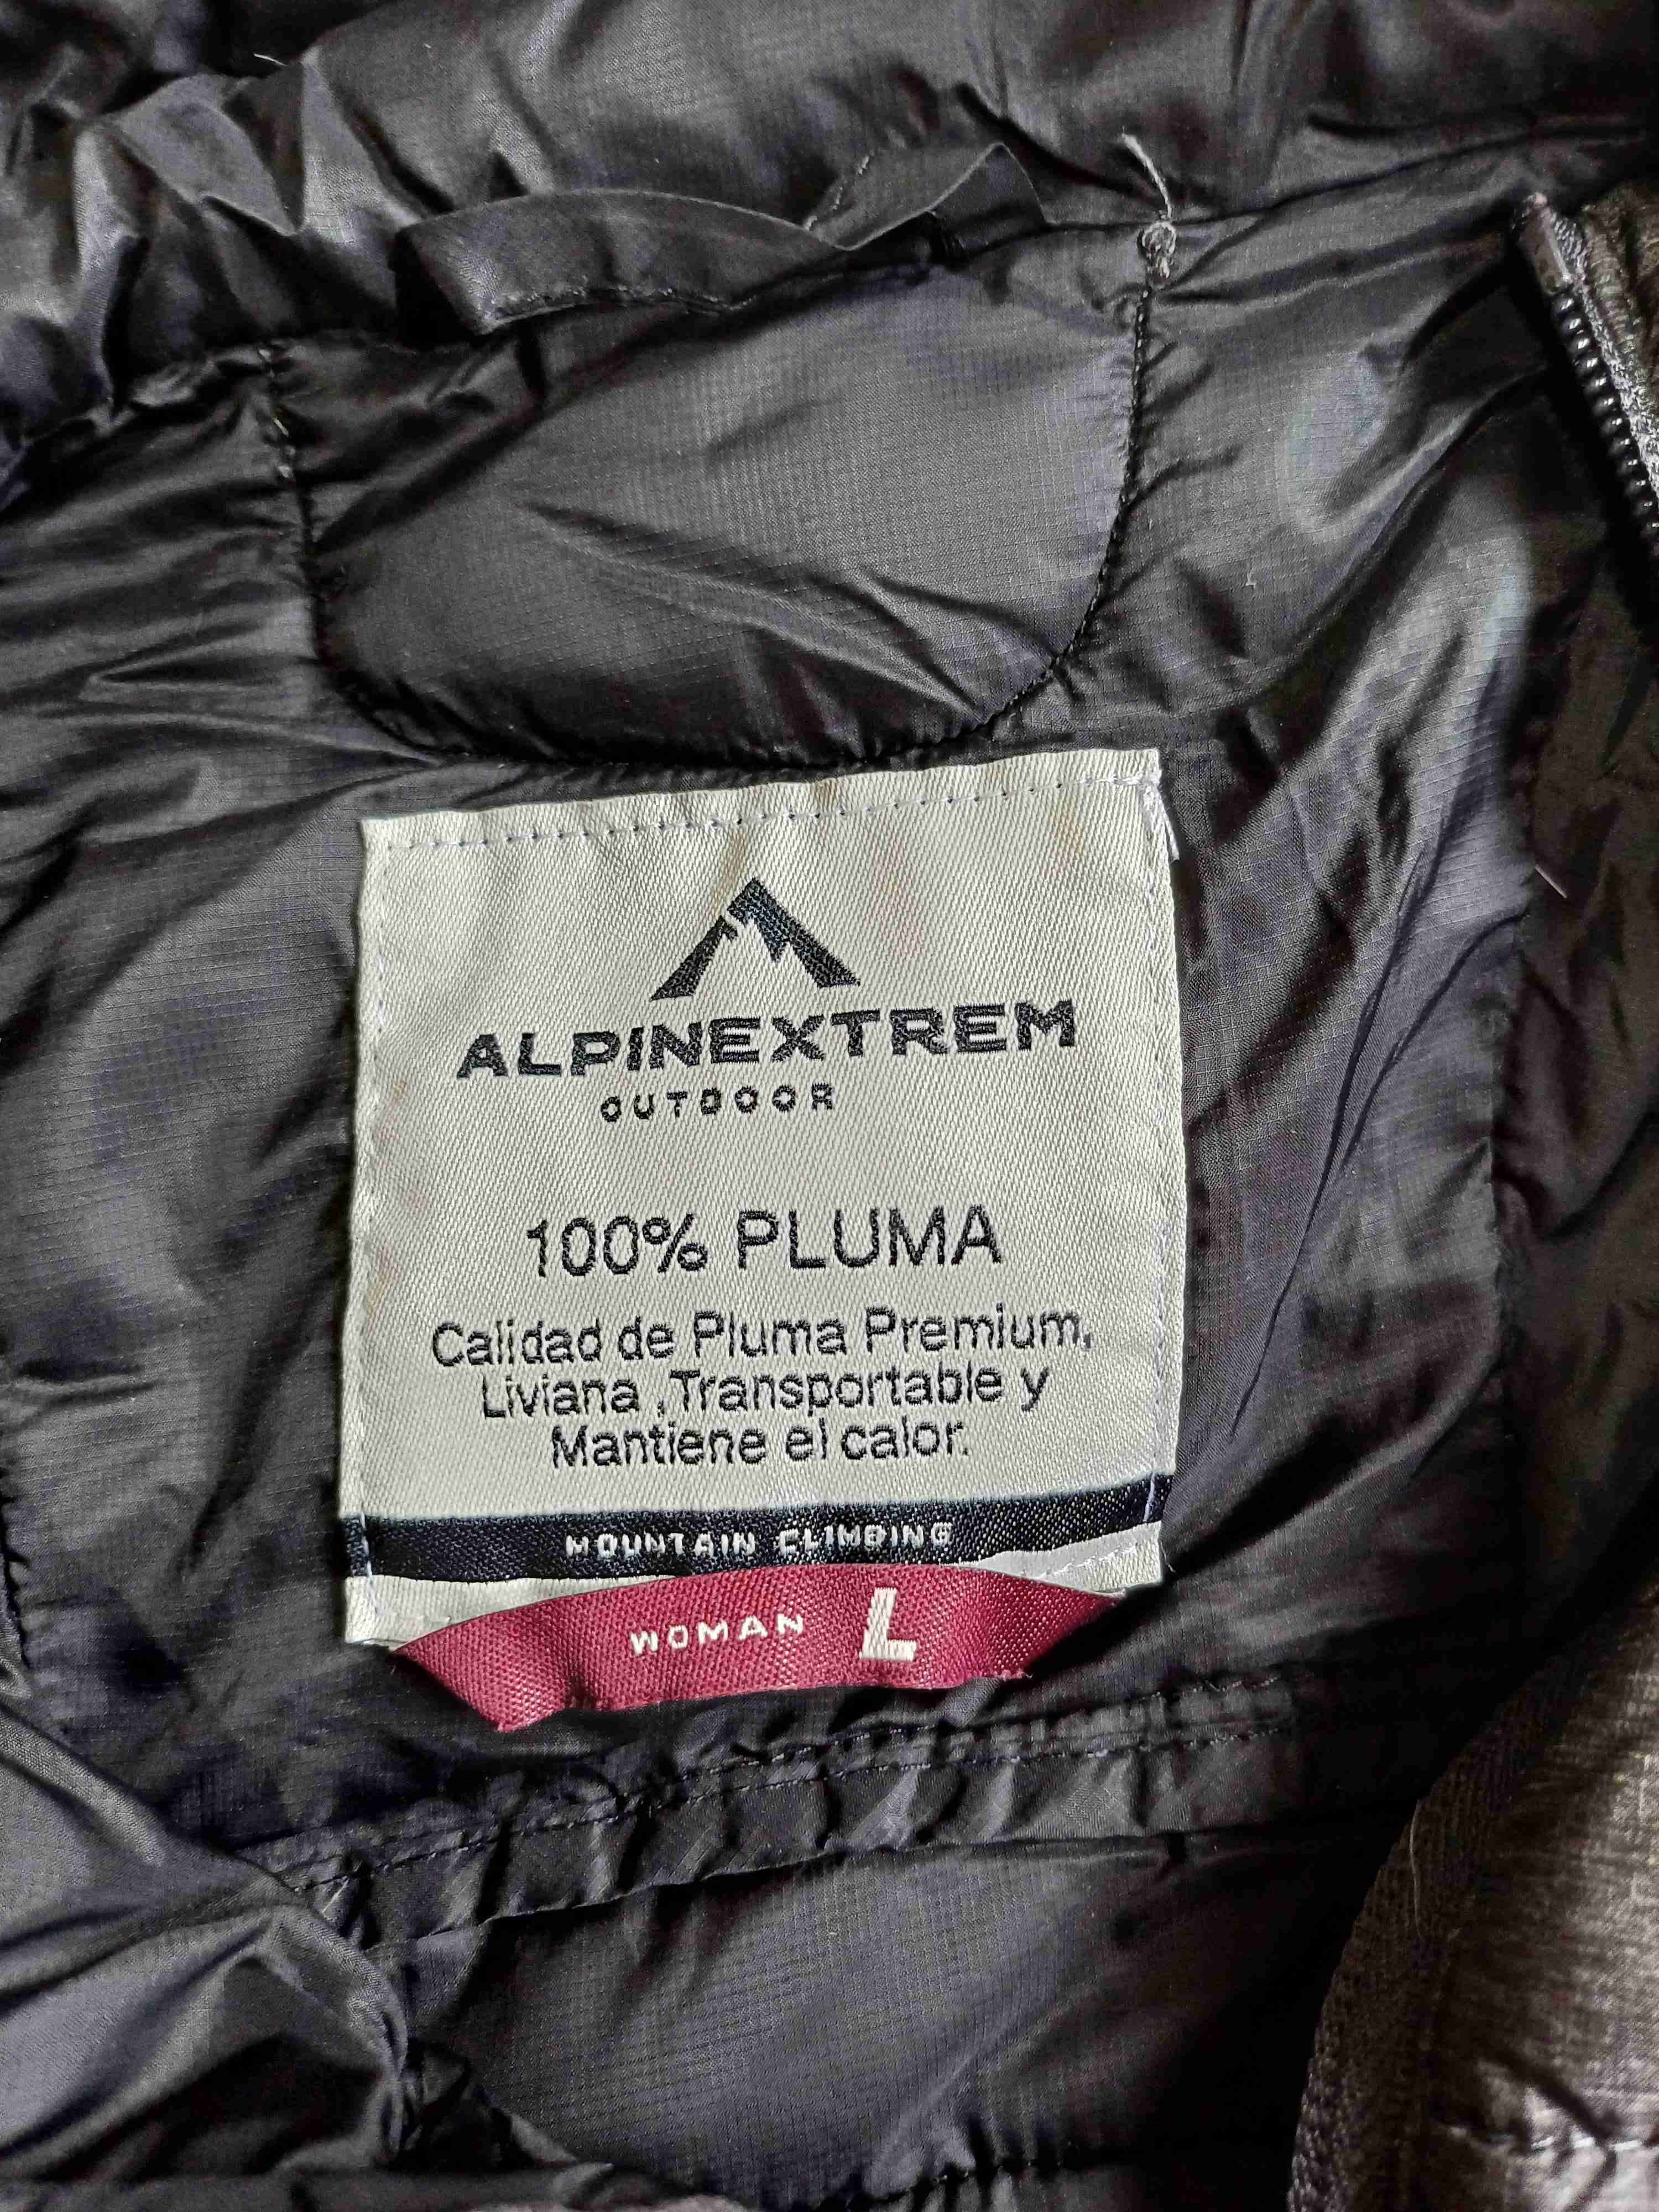 ALPINEXTREM
OUTDOOR
100% PLUMA
Calidad de Pluma Premium,
Liviana ,Transportable y
Mantiene el calor.
MOUNTAIN CLIMBING
WOMAN L